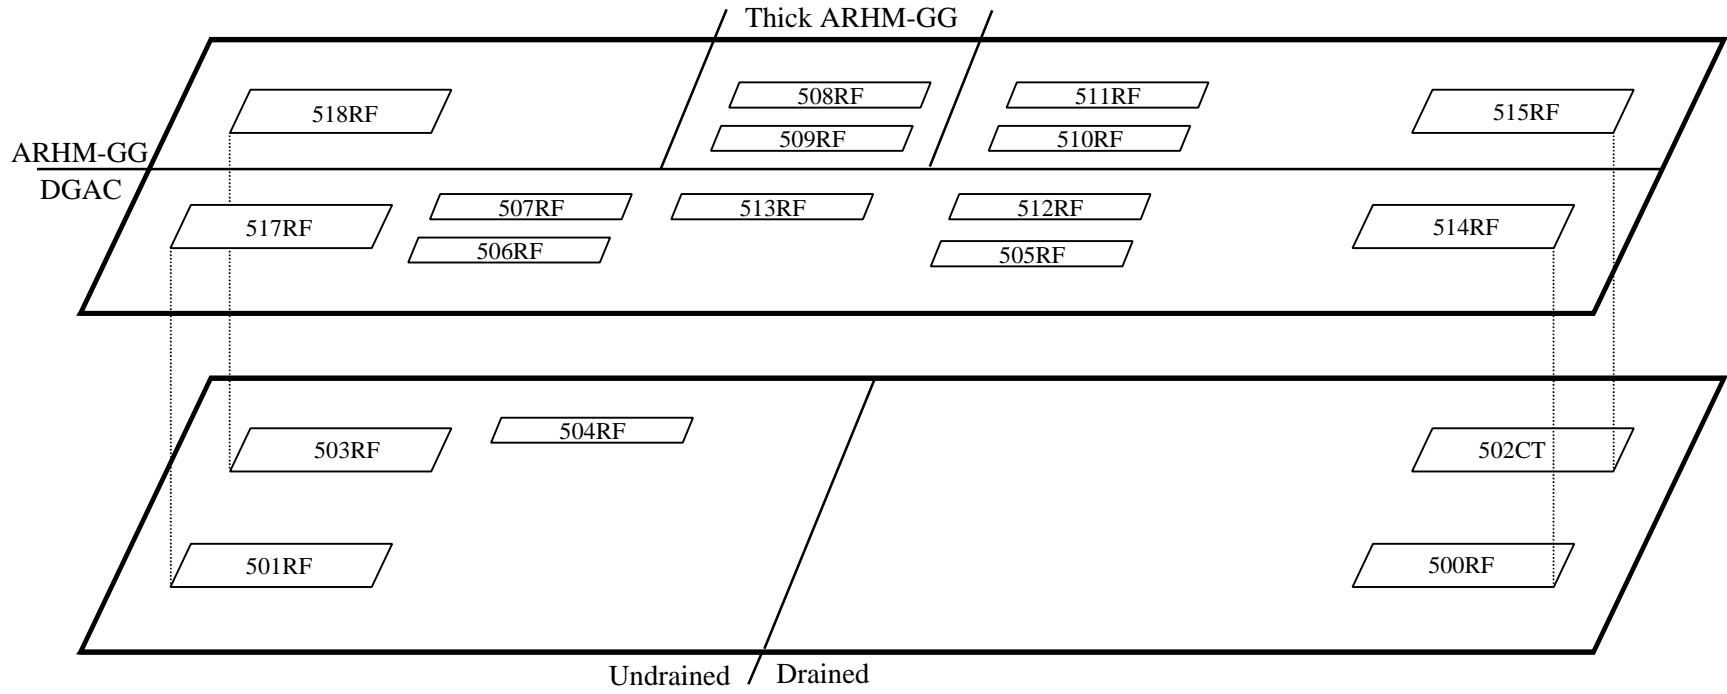 Thick ARHM-GG
518RF
508RF
511RF
515RF
509RF
510RF
ARHM-GG
DGAC
517RF
507RF
513RF
512RF
514RF
506RF
505RF
503RF
504RF
502CT
501RF
500RF
Undrained
Drained